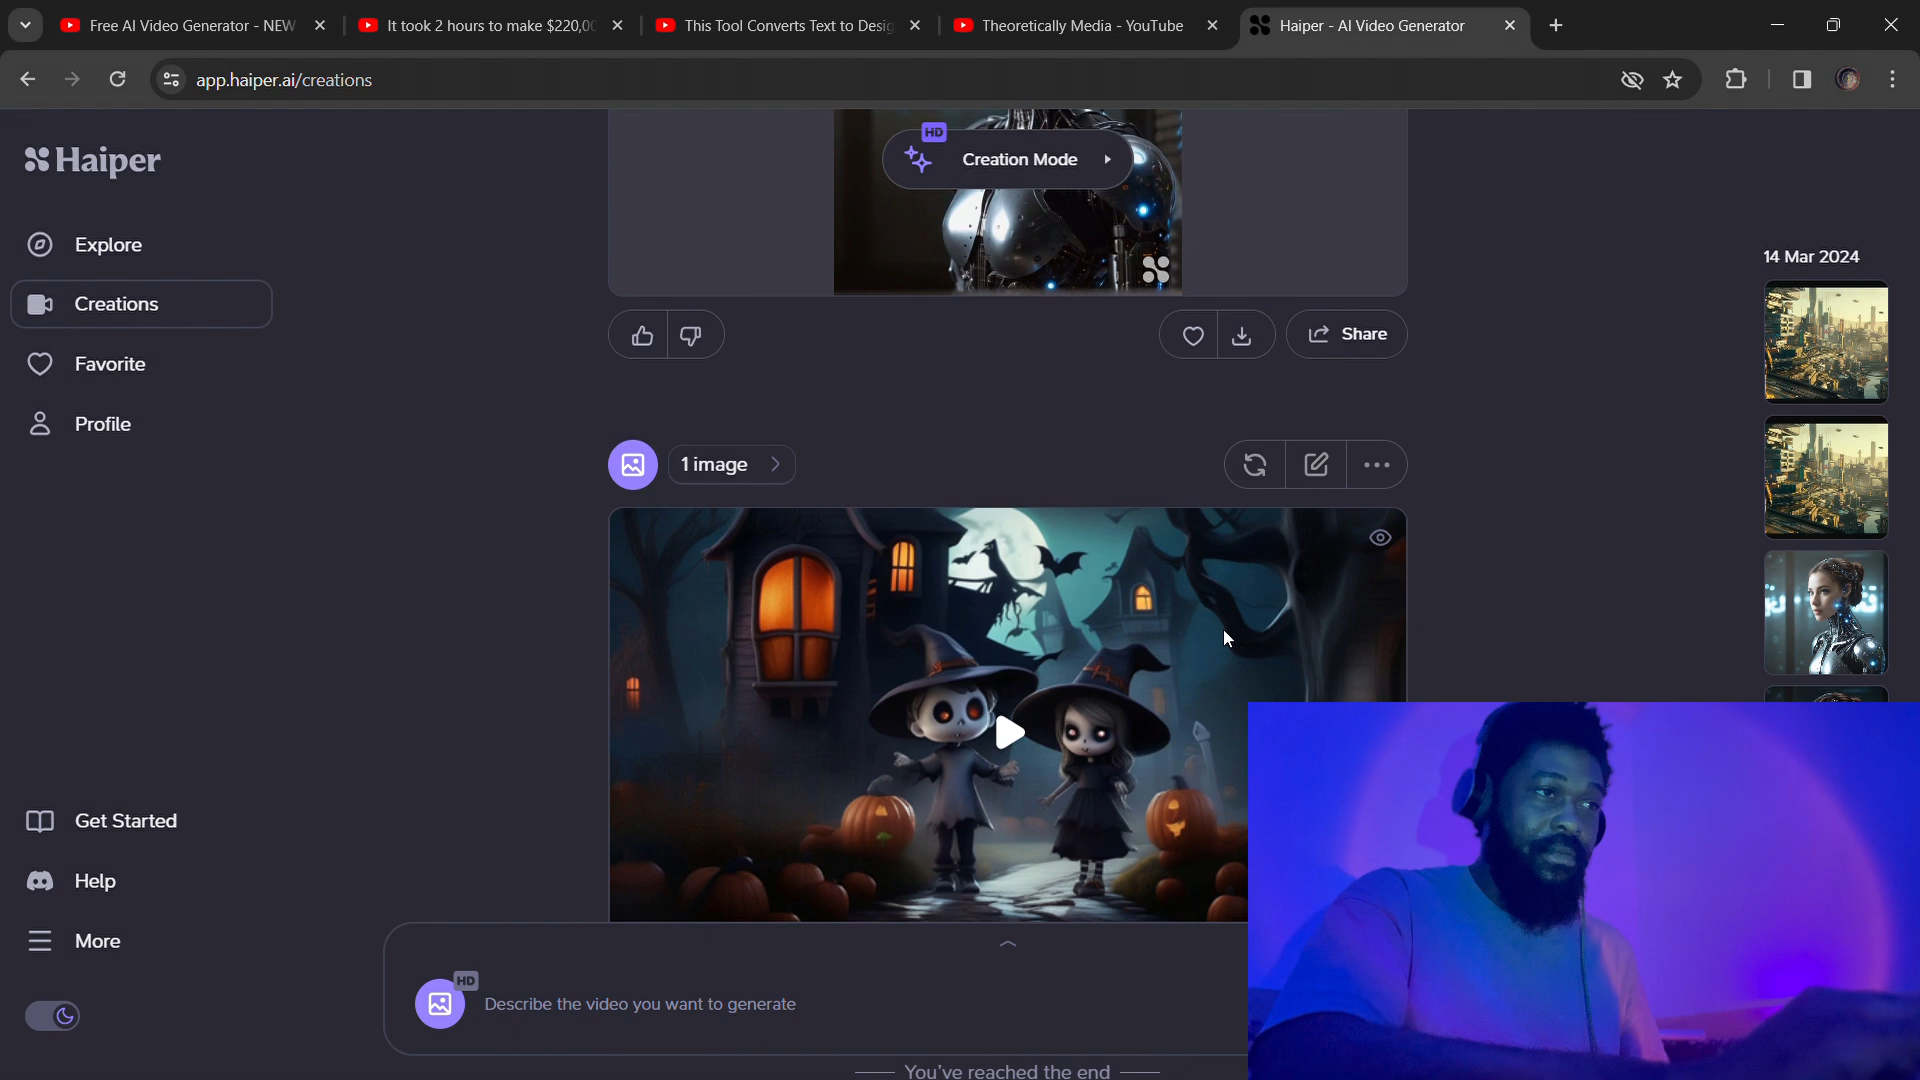 Free AI Video Generator - NEW
It took 2 hours to make $220,00
This Tool Converts Text to Desig
Theoretically Media - YouTube
Haiper - AI Video Generator
app.haiper.ai/creations
Haiper
HD
Creation Mode
Explore
14 Mar 2024
Creations
Share
Favorite
Profile
1 image
Get Started
Help
More
HD
Describe the video you want to generate
You've reached the end